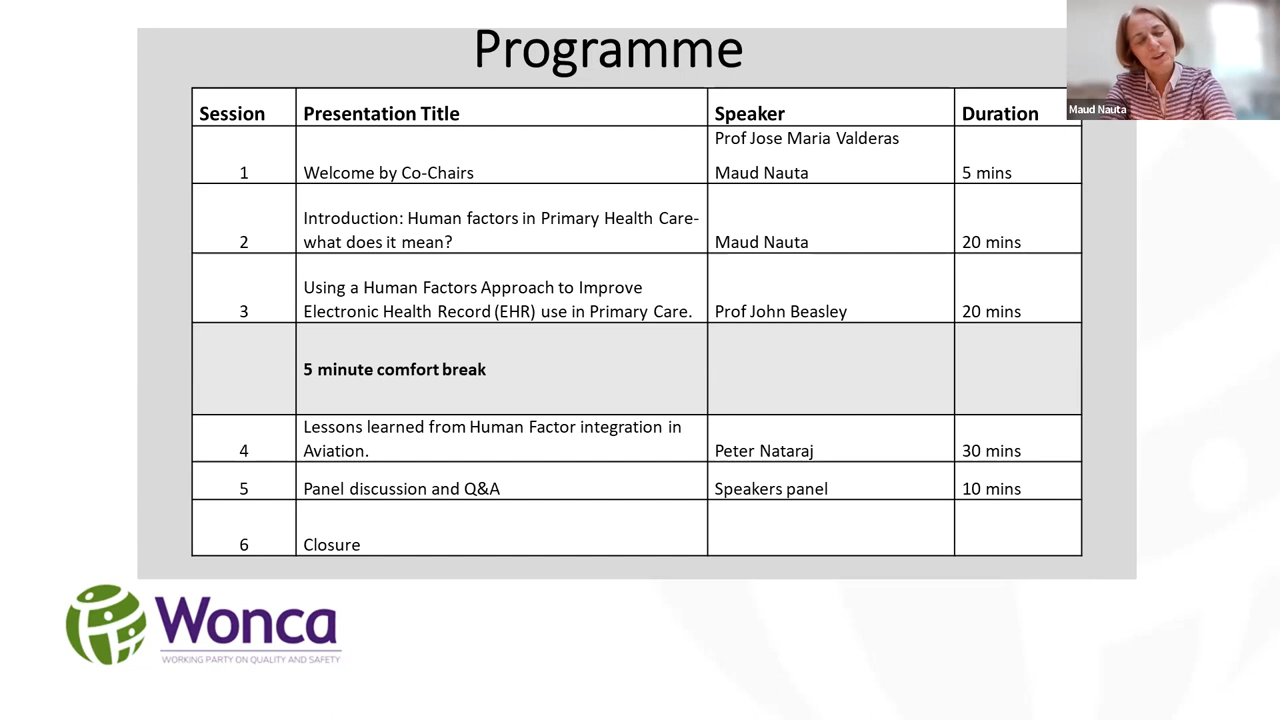 Programme
Maud Nauta
Session Presentation Title Speaker Duration
Prof Jose Maria Valderas
1 Welcome by Co-Chairs Maud Nauta 5 mins
Introduction: Human factors in Primary Health Care-
2 what does it mean? Maud Nauta 20 mins
Using a Human Factors Approach to Improve
3 Electronic Health Record (EHR) use in Primary Care. Prof John Beasley 20 mins
5 minute comfort break
Lessons learned from Human Factor integration in
4 Aviation. Peter Nataraj 30 mins
5 Panel discussion and Q&A Speakers panel 10 mins
6 Closure
Wonca
WORKING PARTY ON QUALITY AND SAFETY